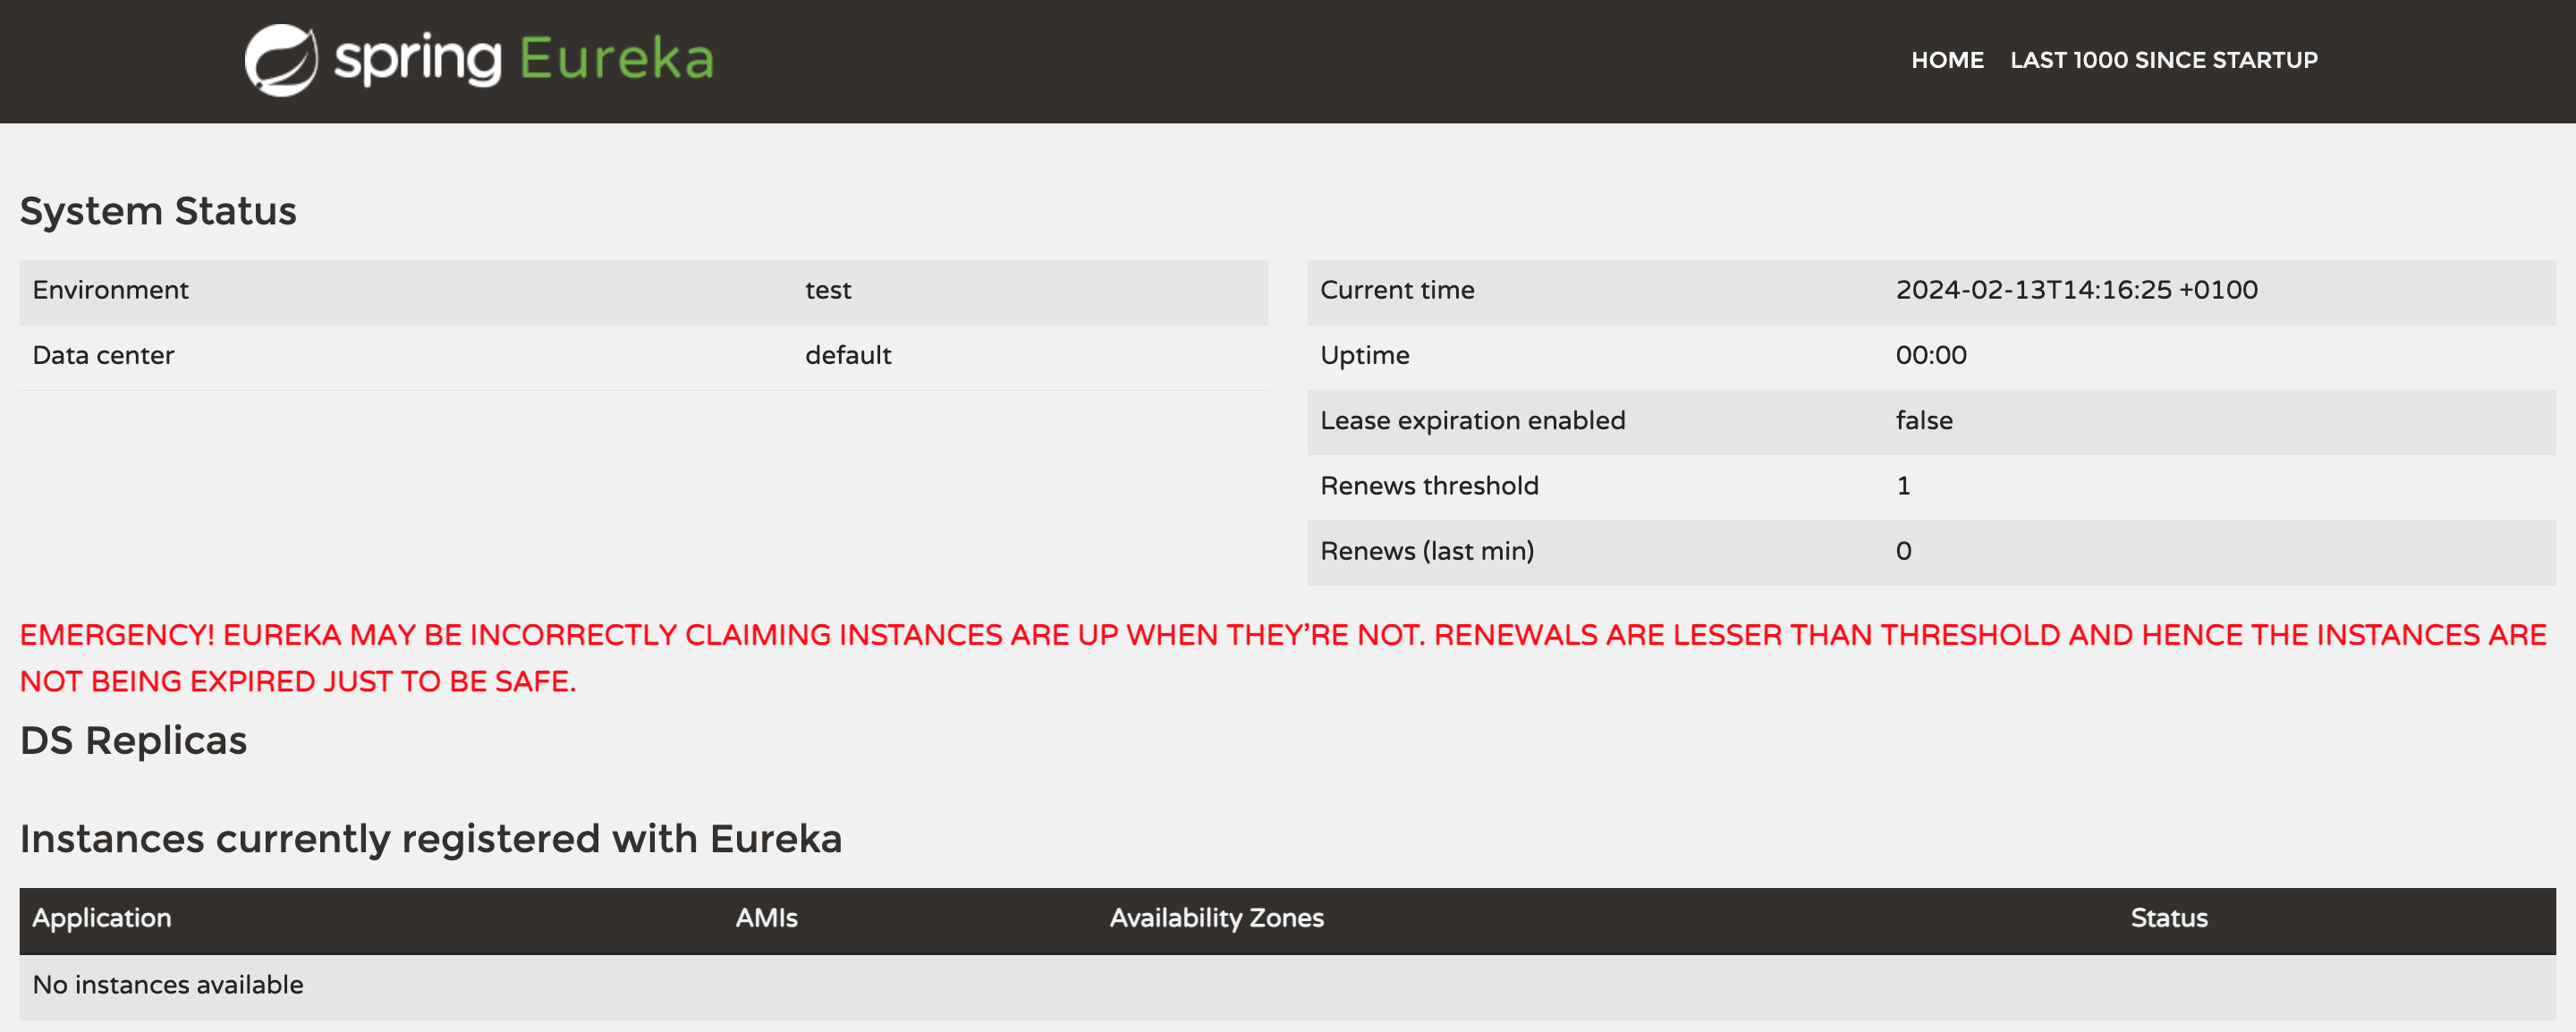 spring Eureka
HOME LAST 1000 SINCE STARTUP
System Status
Environment test
Data center default
Current time 2024-02-13T14:16:25 +0100
Uptime 00:00
Lease expiration enabled false
Renews threshold 1
Renews (last min) 0
EMERGENCY! EUREKA MAY BE INCORRECTLY CLAIMING INSTANCES ARE UP WHEN THEY’RE NOT. RENEWALS ARE LESSER THAN THRESHOLD AND HENCE THE INSTANCES ARE
NOT BEING EXPIRED JUST TO BE SAFE.
DS Replicas
Instances currently registered with Eureka
Application AMIs Availability Zones Status
No instances available